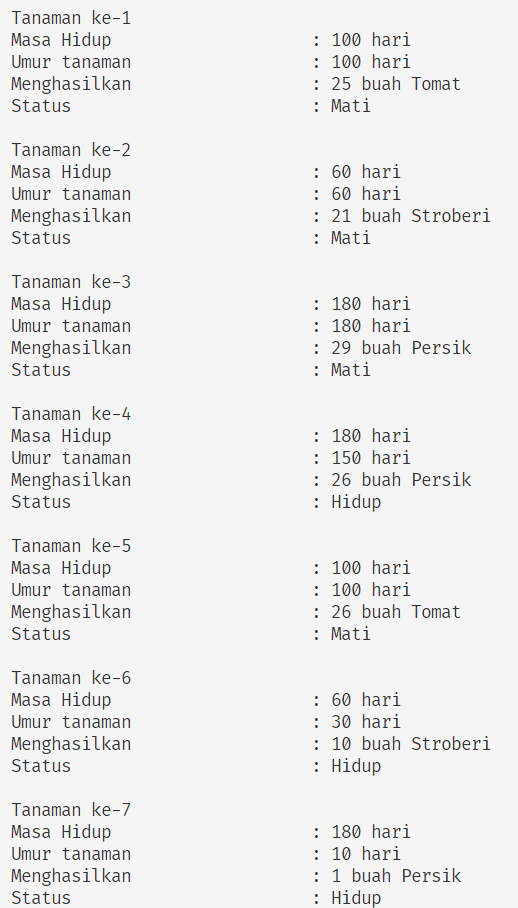 Tanaman ke-1
Masa Hidup : 100 hari
Umur tanaman : 100 hari
Menghasilkan : 25 buah Tomat
Status : Mati
Tanaman ke-2
Masa Hidup : 60 hari
Umur tanaman : 60 hari
Menghasilkan : 21 buah Stroberi
Status : Mati
Tanaman ke-3
Masa Hidup : 180 hari
Umur tanaman : 180 hari
Menghasilkan : 29 buah Persik
Status : Mati
Tanaman ke-4
Masa Hidup : 180 hari
Umur tanaman : 150 hari
Menghasilkan : 26 buah Persik
Status : Hidup
Tanaman ke-5
Masa Hidup : 100 hari
Umur tanaman : 100 hari
Menghasilkan : 26 buah Tomat
Status : Mati
Tanaman ke-6
Masa Hidup : 60 hari
Umur tanaman : 30 hari
Menghasilkan : 10 buah Stroberi
Status : Hidup
Tanaman ke-7
Masa Hidup : 180 hari
Umur tanaman : 10 hari
Menghasilkan : 1 buah Persik
Status : Hidup